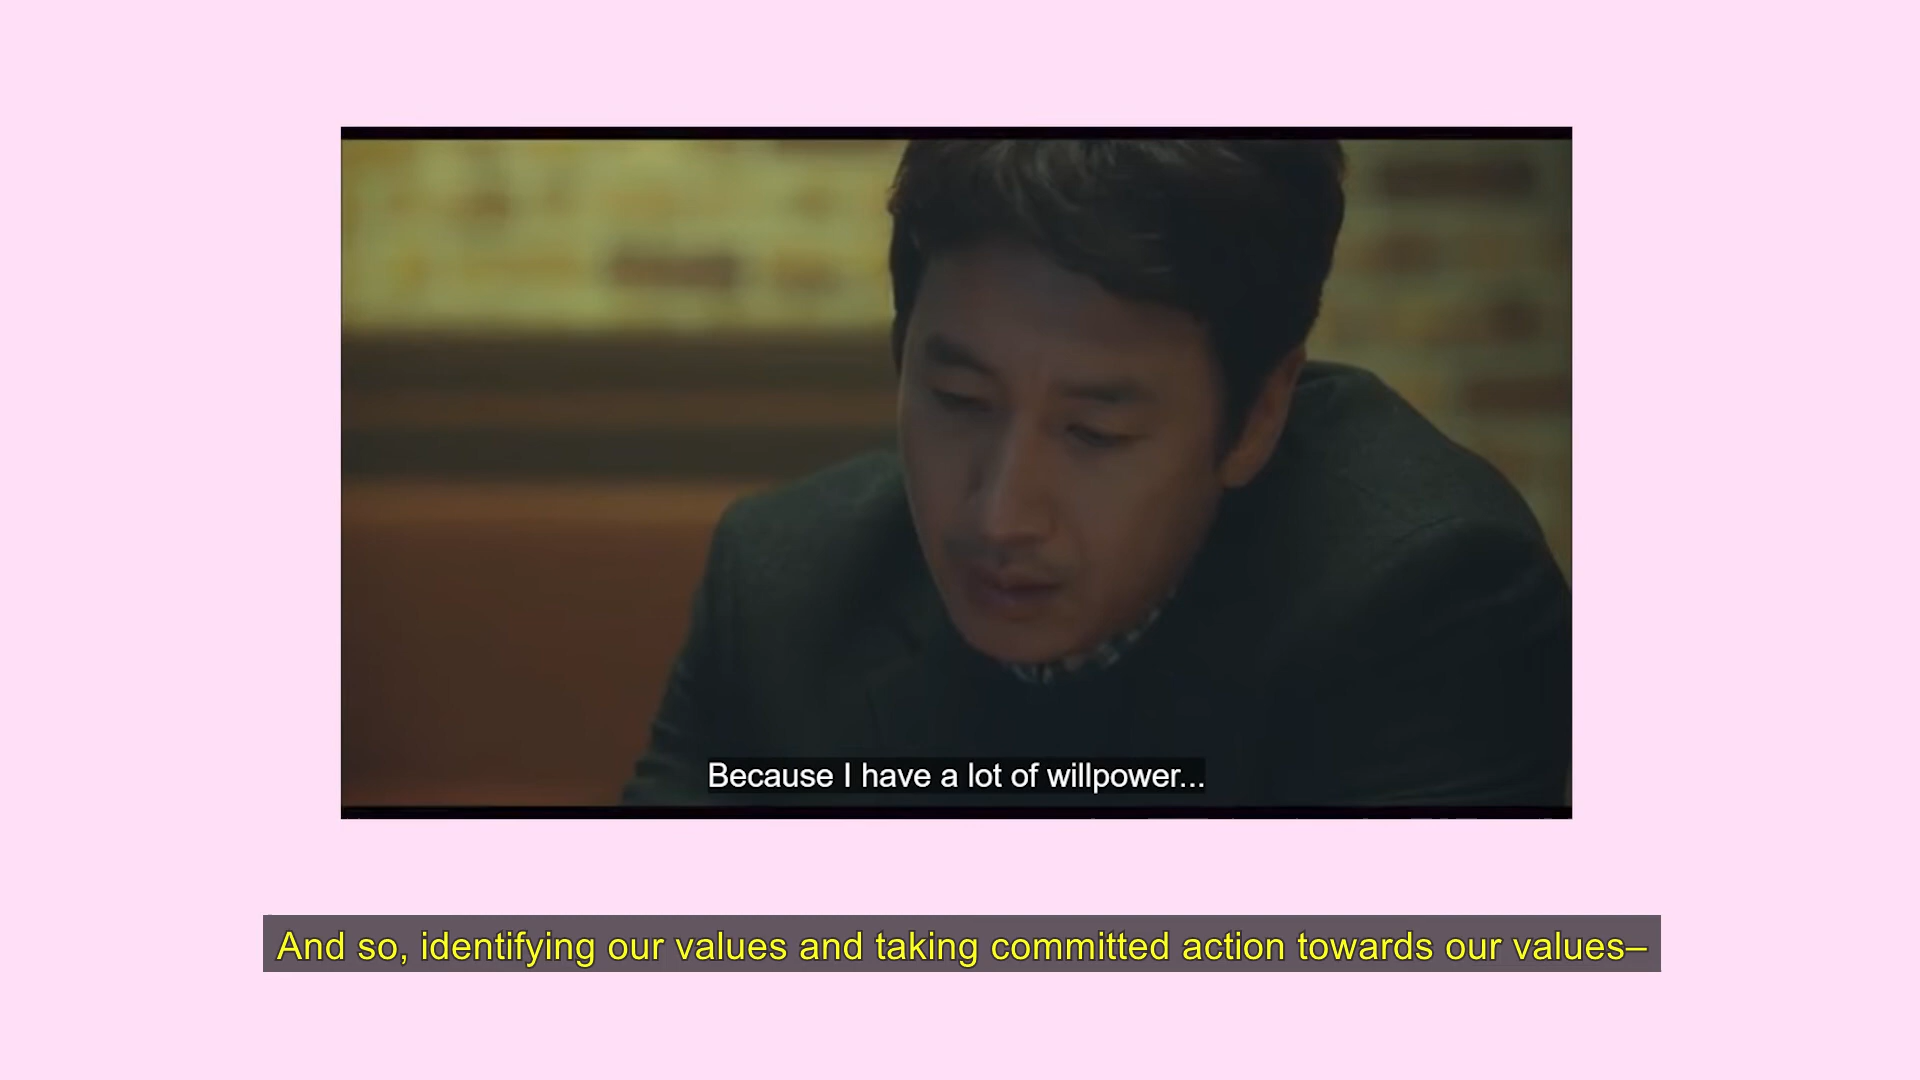 Because I have a lot of willpower...
And so, identifying our values and taking committed action towards our values–